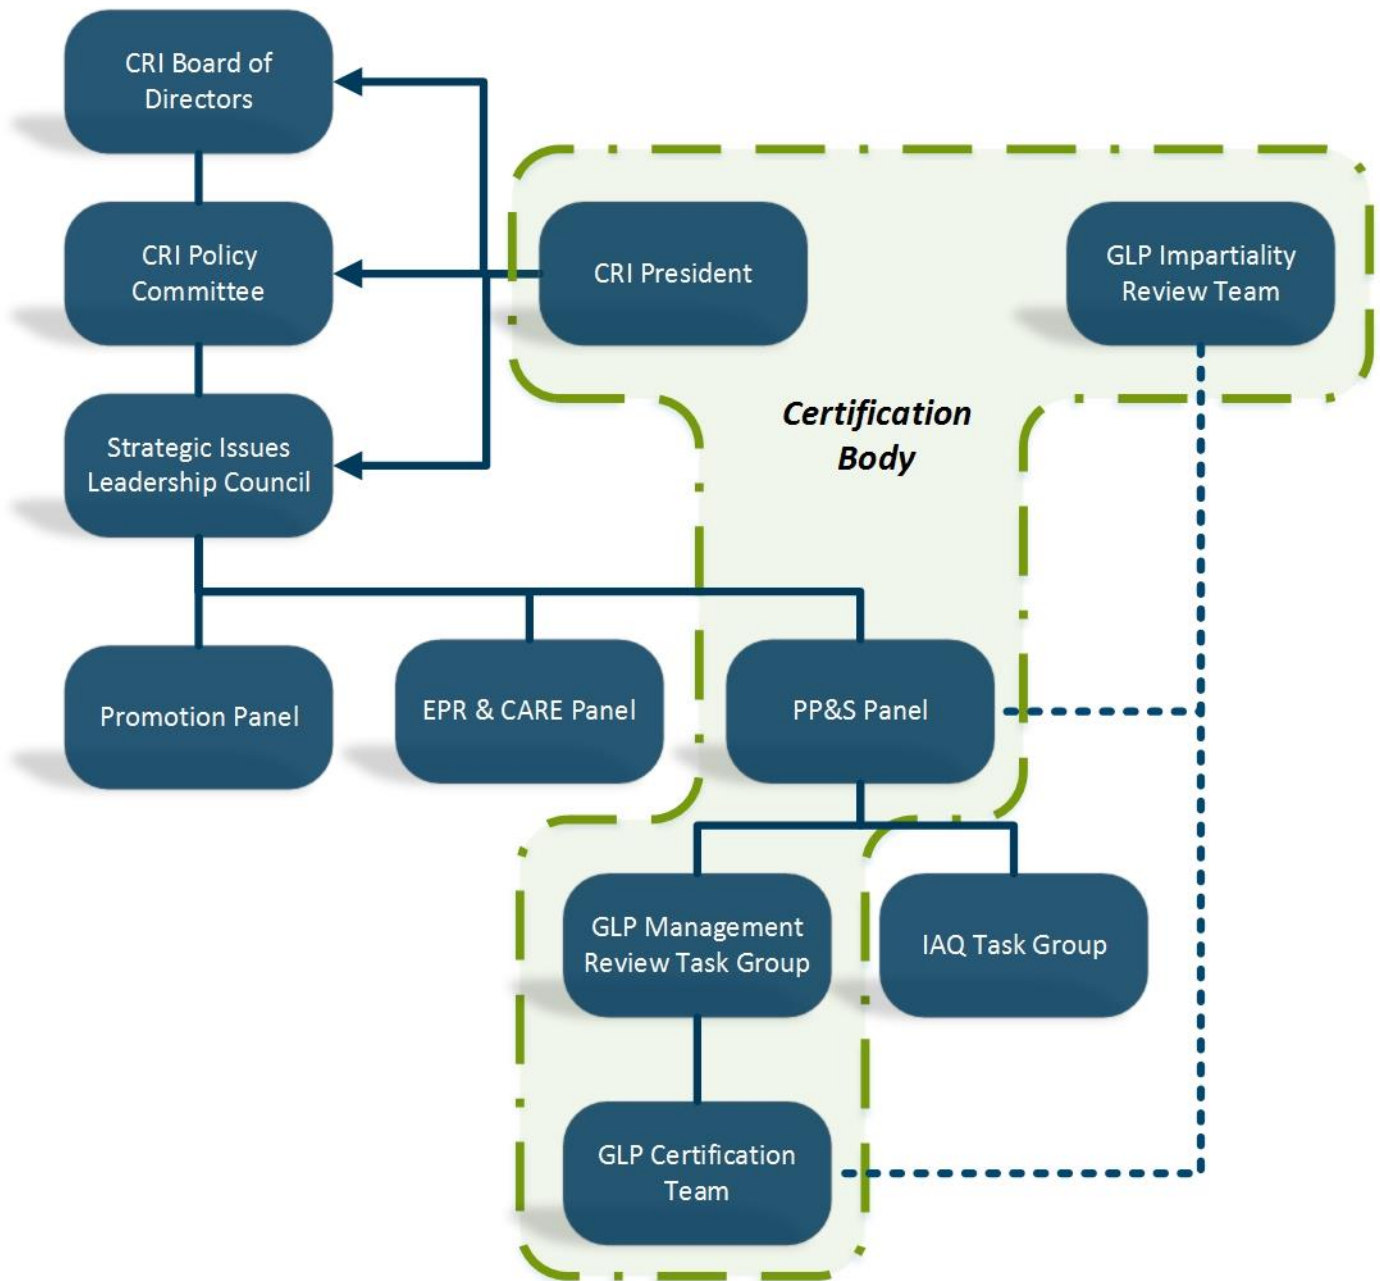 CRI Board of
Directors
CRI Policy
Committee
CRI President
GLP Impartiality
Review Team
Certification
Body
Strategic Issues
Leadership Council
Promotion Panel
EPR & CARE Panel
PP&S Panel
GLP Management
Review Task Group
IAQ Task Group
GLP Certification
Team